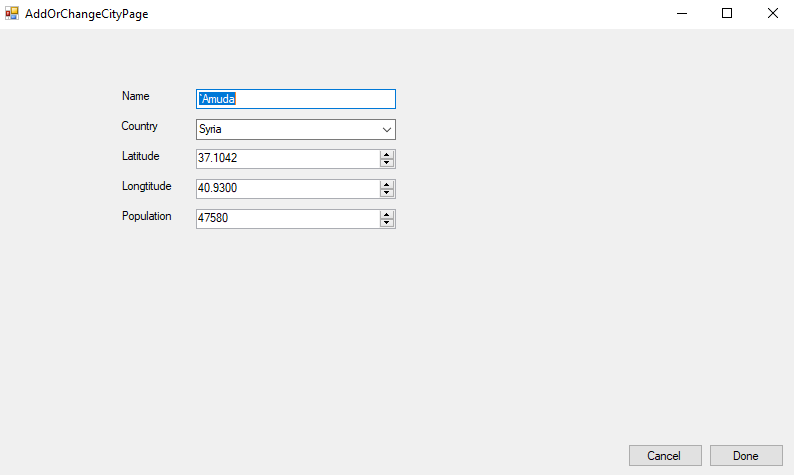 AddOrChangeCityPage
Name
`Amuda
Country
Syria
Latitude
37.1042
Longtitude
40.9300
Population
47580
Cancel
Done